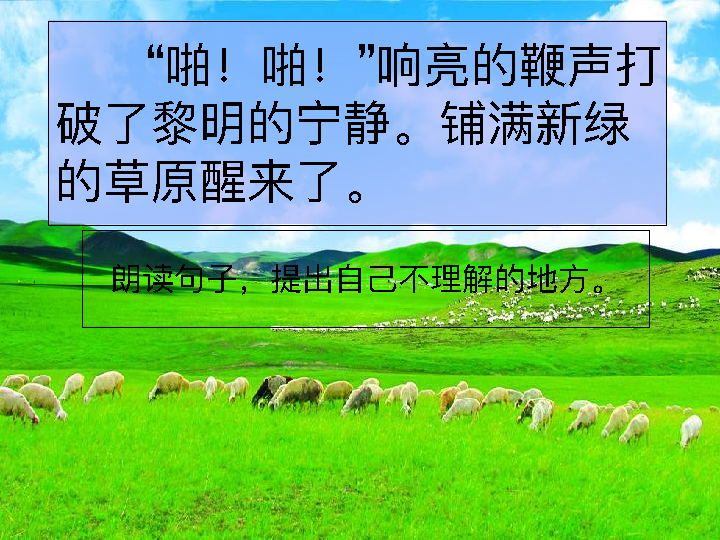 “啪！啪！”响亮的鞭声打
破了黎明的宁静。铺满新绿
的草原醒来了。
朗读句子，提出自己不理解的地方。